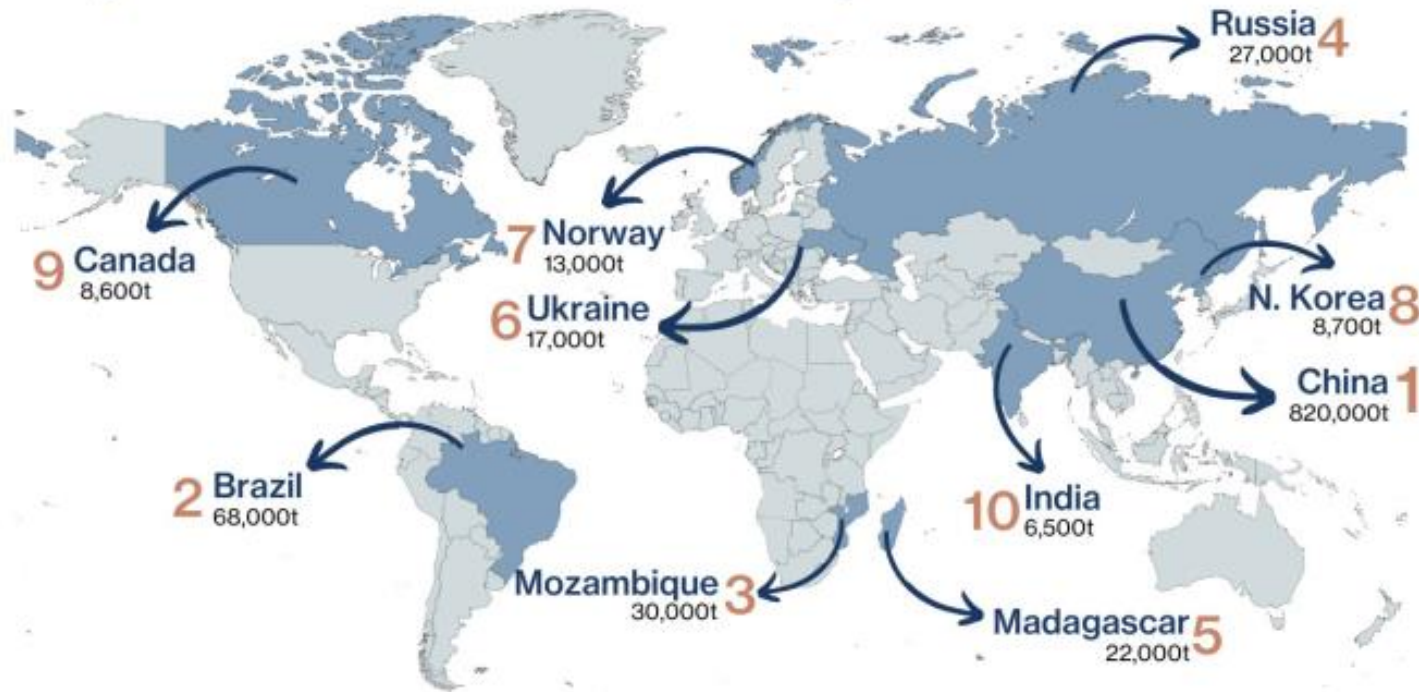 Russia 4
27,000t
7 Norway
13,000t
9 Canada
8,600t
6 Ukraine
17,000t
N. Korea 8
8,700t
China 1
820,000t
2 Brazil
68,000t
10 India
6,500t
Mozambique 3
30,000t
Madagascar 5
22,000t